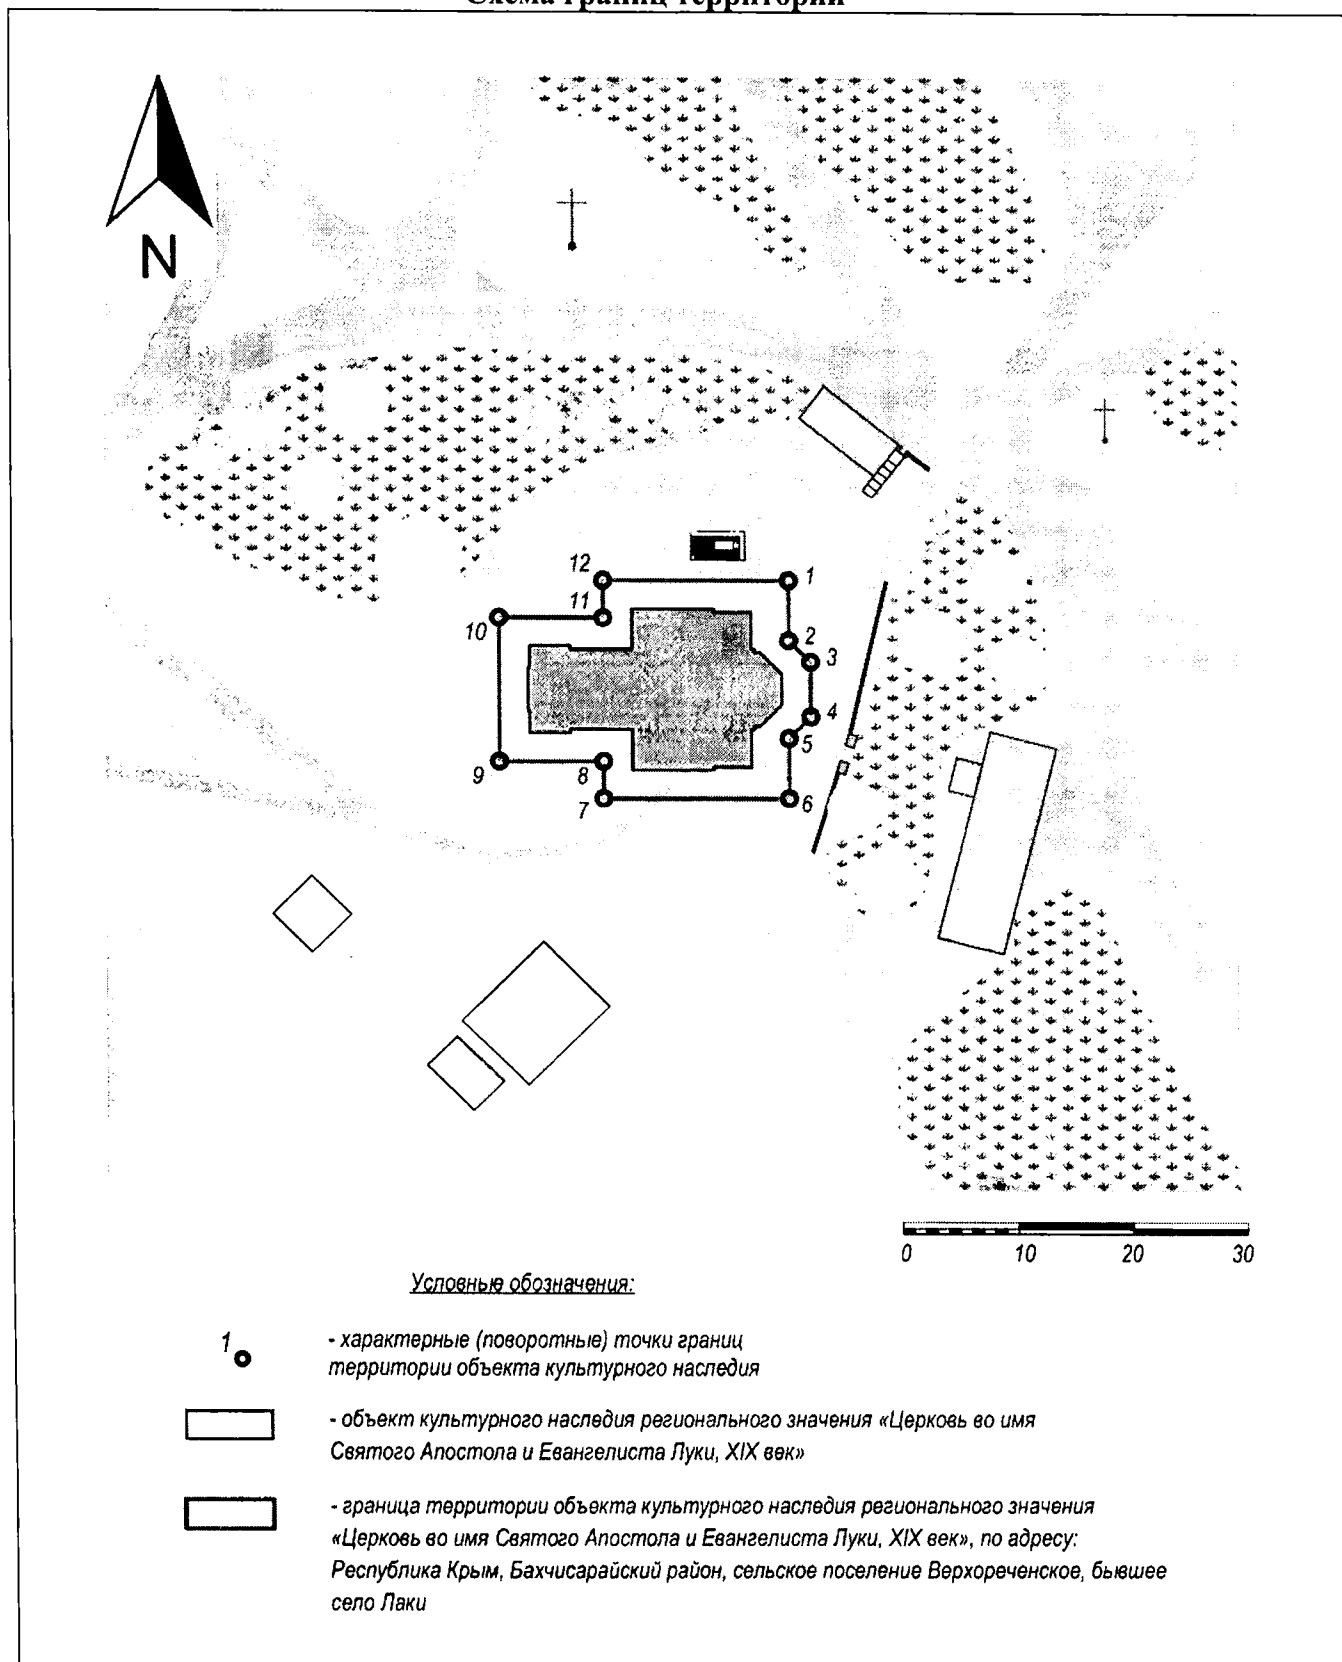 Схема границ территории
N
12
1
11
10
2
3
4
5
9
8
7
6
0 10 20 30
Условные обозначения:
1
- характерные (поворотные) точки границ
территории объекта культурного наследия
- объект культурного наследия регионального значения «Церковь во имя
Святого Апостола и Евангелиста Луки, XIX век»
- граница территории объекта культурного наследия регионального значения
«Церковь во имя Святого Апостола и Евангелиста Луки, XIX век», по адресу:
Республика Крым, Бахчисарайский район, сельское поселение Верхореченское, бывшее
село Лаки